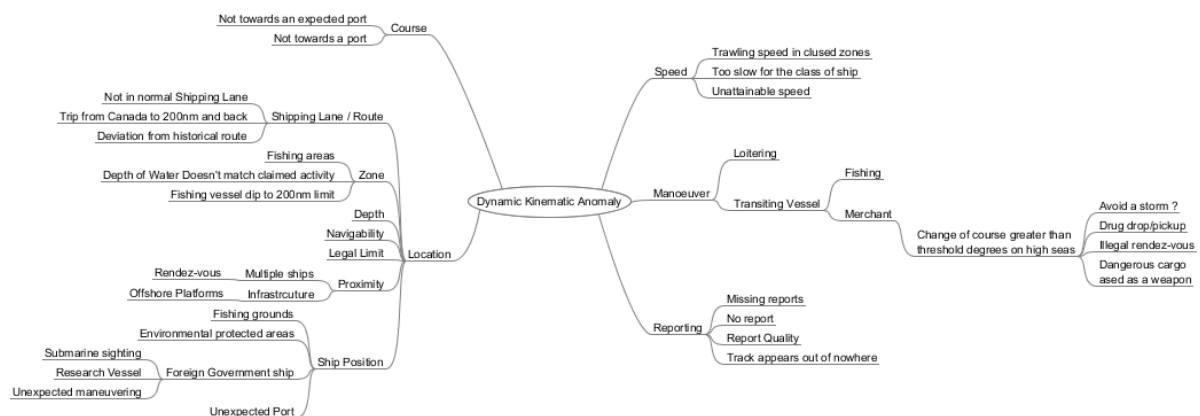 Not towards an expected port
Not towards a port
Course
Not in normal Shipping Lane
Trip from Canada to 200nm and back
Deviation from historical route
Shipping Lane / Route
Fishing areas
Depth of Water Doesn't match claimed activity
Fishing vessel dip to 200nm limit
Zone
Depth
Navigability
Legal Limit
Location
Rendez-vous
Multiple ships
Offshore Platforms
Infrastrcuture
Proximity
Fishing grounds
Environmental protected areas
Submarine sighting
Research Vessel
Unexpected maneuvering
Foreign Government ship
Unexpected Port
Ship Position
Dynamic Kinematic Anomaly
Speed
Trawling speed in clused zones
Too slow for the class of ship
Unattainable speed
Manoeuver
Loitering
Transiting Vessel
Fishing
Merchant
Change of course greater than
threshold degrees on high seas
Avoid a storm ?
Drug drop/pickup
Illegal rendez-vous
Dangerous cargo
ased as a weapon
Reporting
Missing reports
No report
Report Quality
Track appears out of nowhere